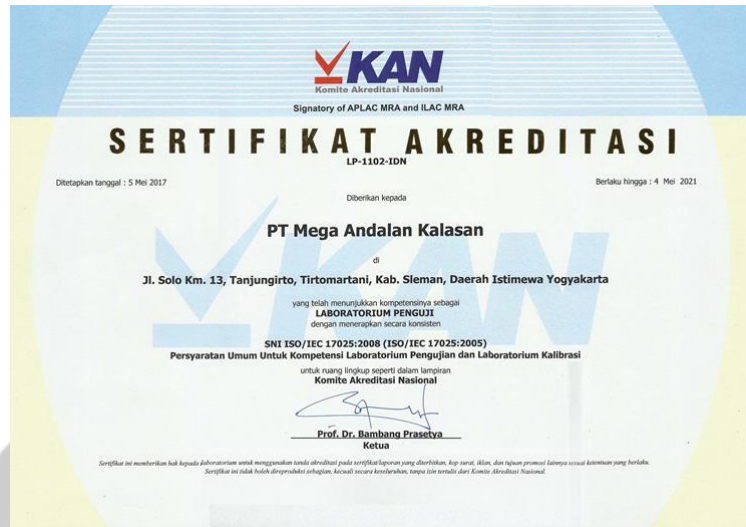 KAN
Komite Akreditasi Nasional
Signatory of APLAC MRA and ILAC MRA
SERTIFIKAT AKREDITASI
LP-1102-IDN
Ditetapkan tanggal : 5 Mei 2017
Berlaku hingga : 4 Mei 2021
Diberikan kepada
PT Mega Andalan Kalasan
di
Jl. Solo Km. 13, Tanjungirto, Tirtomartani, Kab. Sleman, Daerah Istimewa Yogyakarta
yang telah menunjukkan kompetensinya sebagai
LABORATORIUM PENGUJI
dengan menerapkan secara konsisten
SNI ISO/IEC 17025:2008 (ISO/IEC 17025:2005)
Persyaratan Umum Untuk Kompetensi Laboratorium Pengujian dan Laboratorium Kalibrasi
untuk ruang lingkup seperti dalam lampiran
Komite Akreditasi Nasional
Prof. Dr. Bambang Prasetya
Ketua
Sertifikat ini memberikan hak kepada laboratorium untuk menggunakan tanda akreditasi pada sertifikat/laporan yang diterbitkan, kop surat, iklan, dan tujuan promosi lainnya sesuai ketentuan yang berlaku.
Sertifikat ini tidak boleh direproduksi sebagian, kecuali secara keseluruhan, tanpa izin tertulis dari Komite Akreditasi Nasional.
KAN